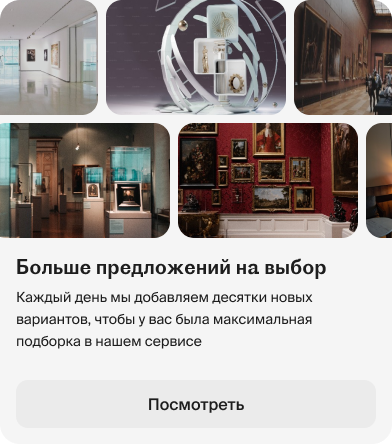 Больше предложений на выбор
Каждый день мы добавляем десятки новых
вариантов, чтобы у вас была максимальная
подборка в нашем сервисе
Посмотреть